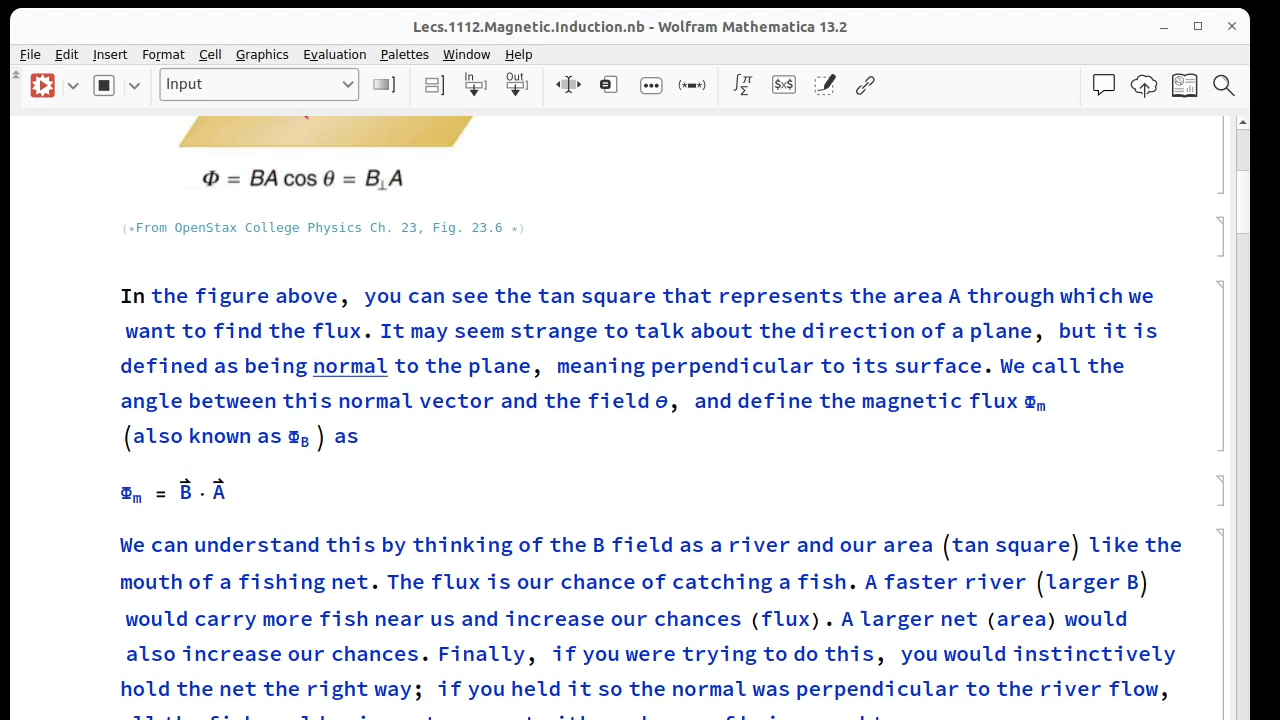 Lecs.1112.Magnetic.Induction.nb - Wolfram Mathematica 13.2
File Edit Insert Format Cell Graphics Evaluation Palettes Window Help
Input In Out $x$
Φ = BA cos θ = B⊥A
(*From OpenStax College Physics Ch. 23, Fig. 23.6 *)
In the figure above, you can see the tan square that represents the area A through which we
want to find the flux. It may seem strange to talk about the direction of a plane, but it is
defined as being normal to the plane, meaning perpendicular to its surface. We call the
angle between this normal vector and the field θ, and define the magnetic flux Φm
(also known as ΦB ) as
Φm = B⃗ · A⃗
We can understand this by thinking of the B field as a river and our area (tan square) like the
mouth of a fishing net. The flux is our chance of catching a fish. A faster river (larger B)
would carry more fish near us and increase our chances (flux). A larger net (area) would
also increase our chances. Finally, if you were trying to do this, you would instinctively
hold the net the right way; if you held it so the normal was perpendicular to the river flow,